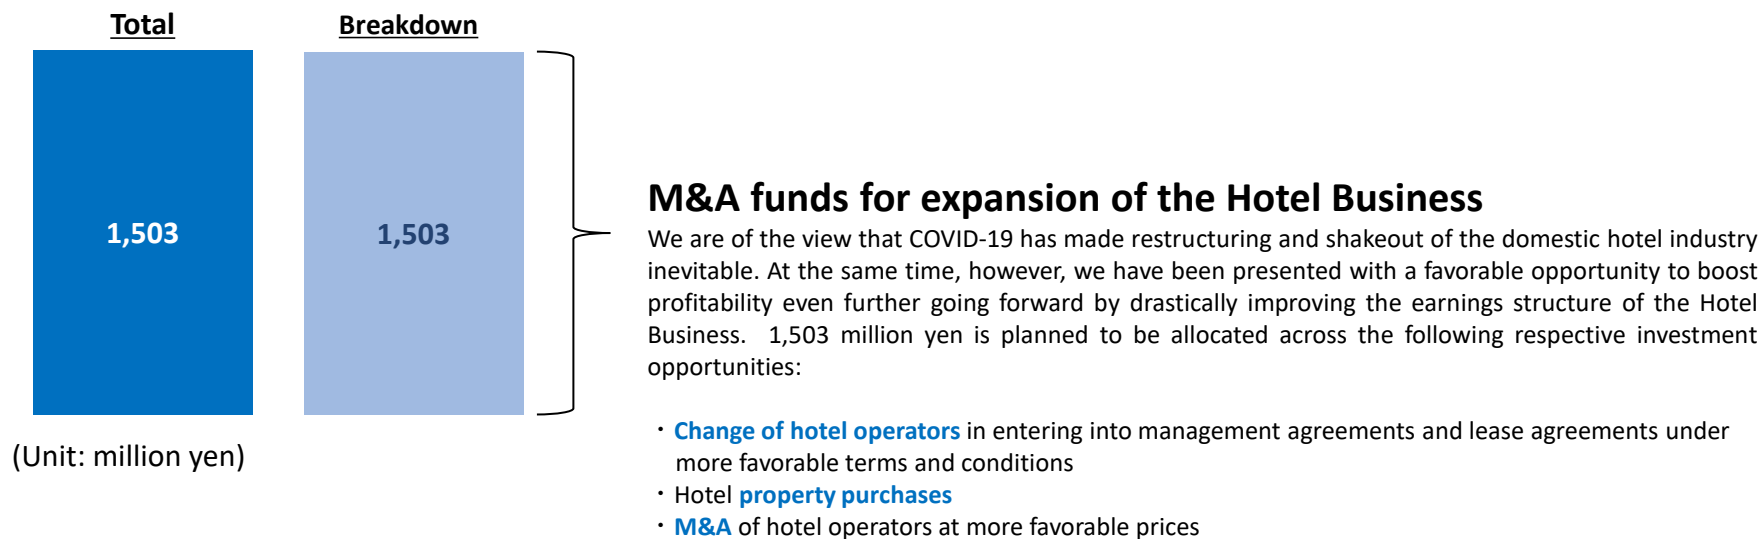 Total
Breakdown
1,503
1,503
(Unit: million yen)
M&A funds for expansion of the Hotel Business
We are of the view that COVID-19 has made restructuring and shakeout of the domestic hotel industry
inevitable. At the same time, however, we have been presented with a favorable opportunity to boost
profitability even further going forward by drastically improving the earnings structure of the Hotel
Business. 1,503 million yen is planned to be allocated across the following respective investment
opportunities:
・Change of hotel operators in entering into management agreements and lease agreements under
more favorable terms and conditions
・Hotel property purchases
・M&A of hotel operators at more favorable prices